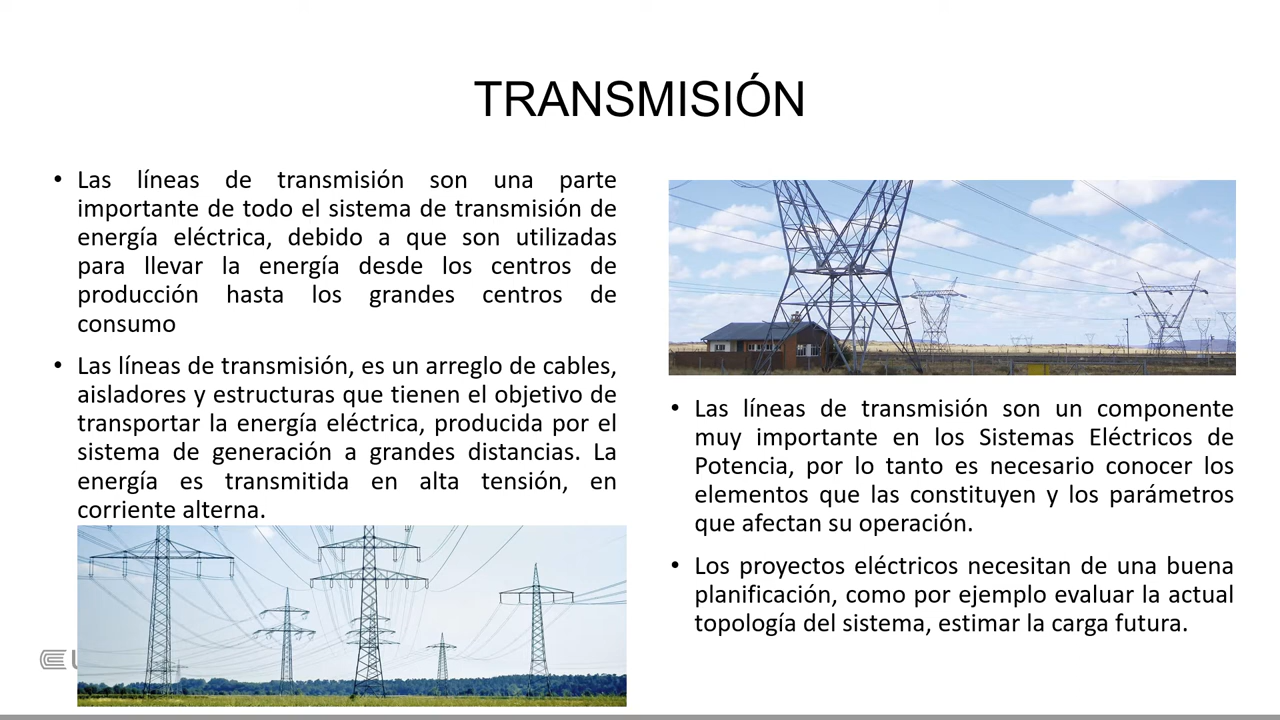 TRANSMISIÓN
• Las líneas de transmisión son una parte
importante de todo el sistema de transmisión de
energía eléctrica, debido a que son utilizadas
para llevar la energía desde los centros de
producción hasta los grandes centros de
consumo
• Las líneas de transmisión, es un arreglo de cables,
aisladores y estructuras que tienen el objetivo de
transportar la energía eléctrica, producida por el
sistema de generación a grandes distancias. La
energía es transmitida en alta tensión, en
corriente alterna.
• Las líneas de transmisión son un componente
muy importante en los Sistemas Eléctricos de
Potencia, por lo tanto es necesario conocer los
elementos que las constituyen y los parámetros
que afectan su operación.
• Los proyectos eléctricos necesitan de una buena
planificación, como por ejemplo evaluar la actual
topología del sistema, estimar la carga futura.